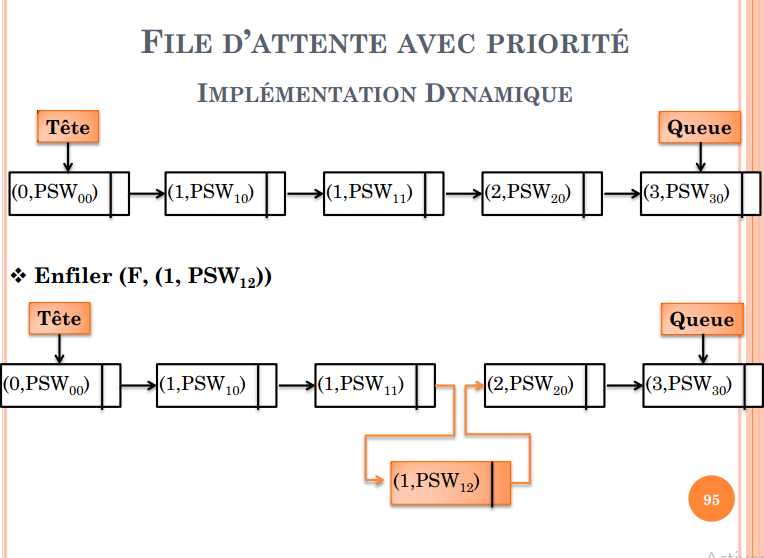 FILE D'ATTENTE AVEC PRIORITÉ
IMPLÉMENTATION DYNAMIQUE
Tête
Queue
(0,PSW₀₀) (1,PSW₁₀) (1,PSW₁₁) (2,PSW₂₀) (3,PSW₃₀)
❖ Enfiler (F, (1, PSW₁₂))
Tête
Queue
(0,PSW₀₀) (1,PSW₁₀) (1,PSW₁₁) (2,PSW₂₀) (3,PSW₃₀)
(1,PSW₁₂)
95